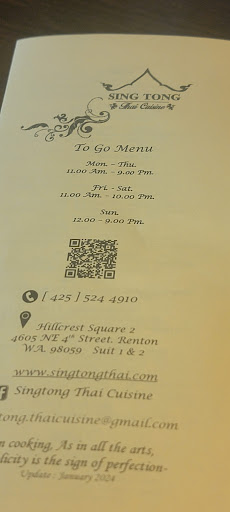 SING TONG
Thai Cuisine
To Go Menu
Mon. - Thu.
11.00 Am. - 9.00 Pm.
Fri - Sat.
11.00 Am. - 10.00 Pm.
Sun.
12.00 - 9.00 Pm.
( 425 ) 524 4910
Hillcrest Square 2
4605 NE 4th Street. Renton
W.A. 98059 Suit 1 & 2
www.singtongthai.com
f Singtong Thai Cuisine
tong.thaicuisine@gmail.com
n cooking, As in all the arts,
licity is the sign of perfection-
Update : January 2024